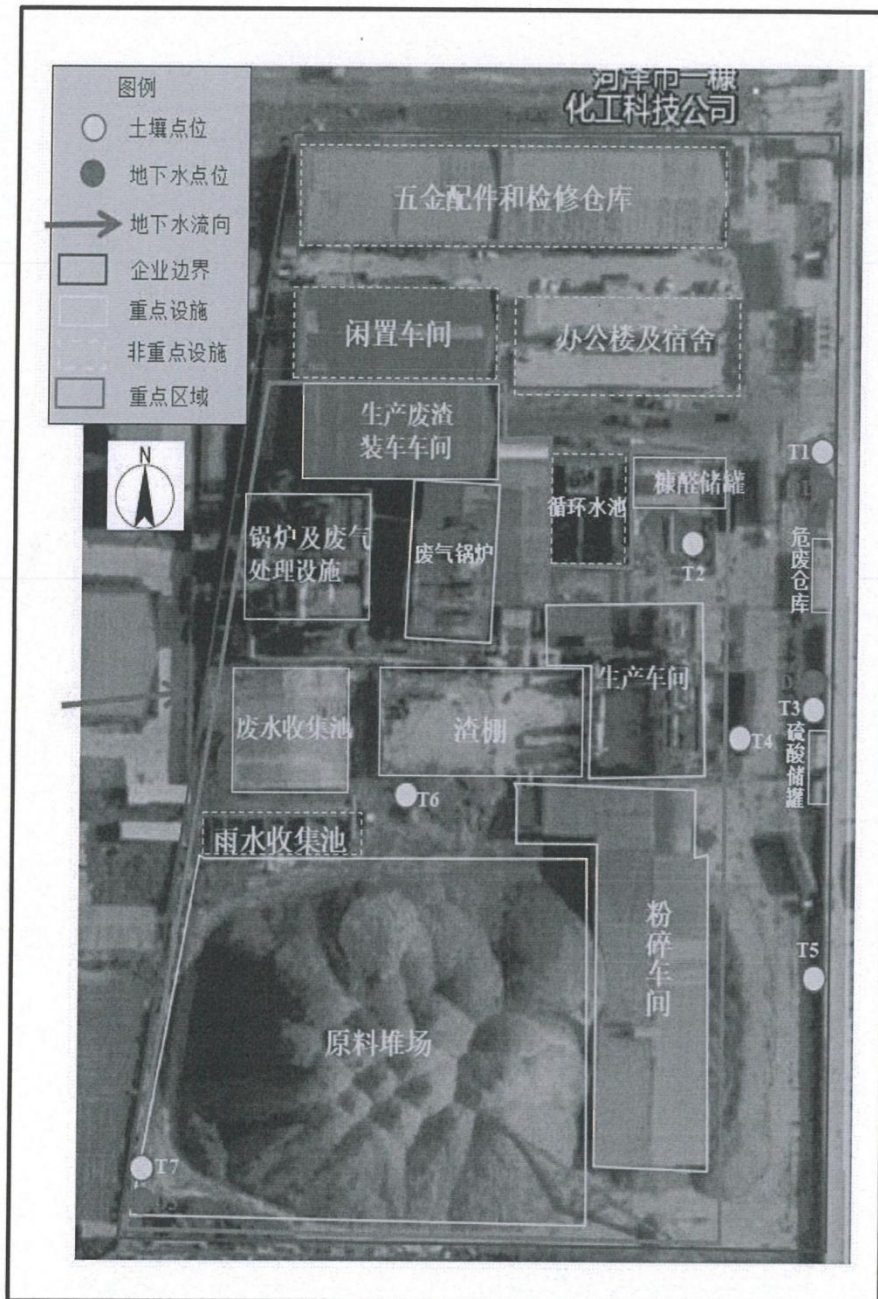 河泽市一糠
化工科技公司
图例
土壤点位
地下水点位
地下水流向
企业边界
重点设施
非重点设施
重点区域
N
五金配件和检修仓库
闲置车间
办公楼及宿舍
生产废渣
装车车间
T1
糠醛储罐
循环水池
锅炉及废气
处理设施
废气锅炉
T2
危废仓库
生产车间
T3
废水收集池
渣棚
T4
硫酸储罐
T6
雨水收集池
粉碎车间
T5
原料堆场
T7